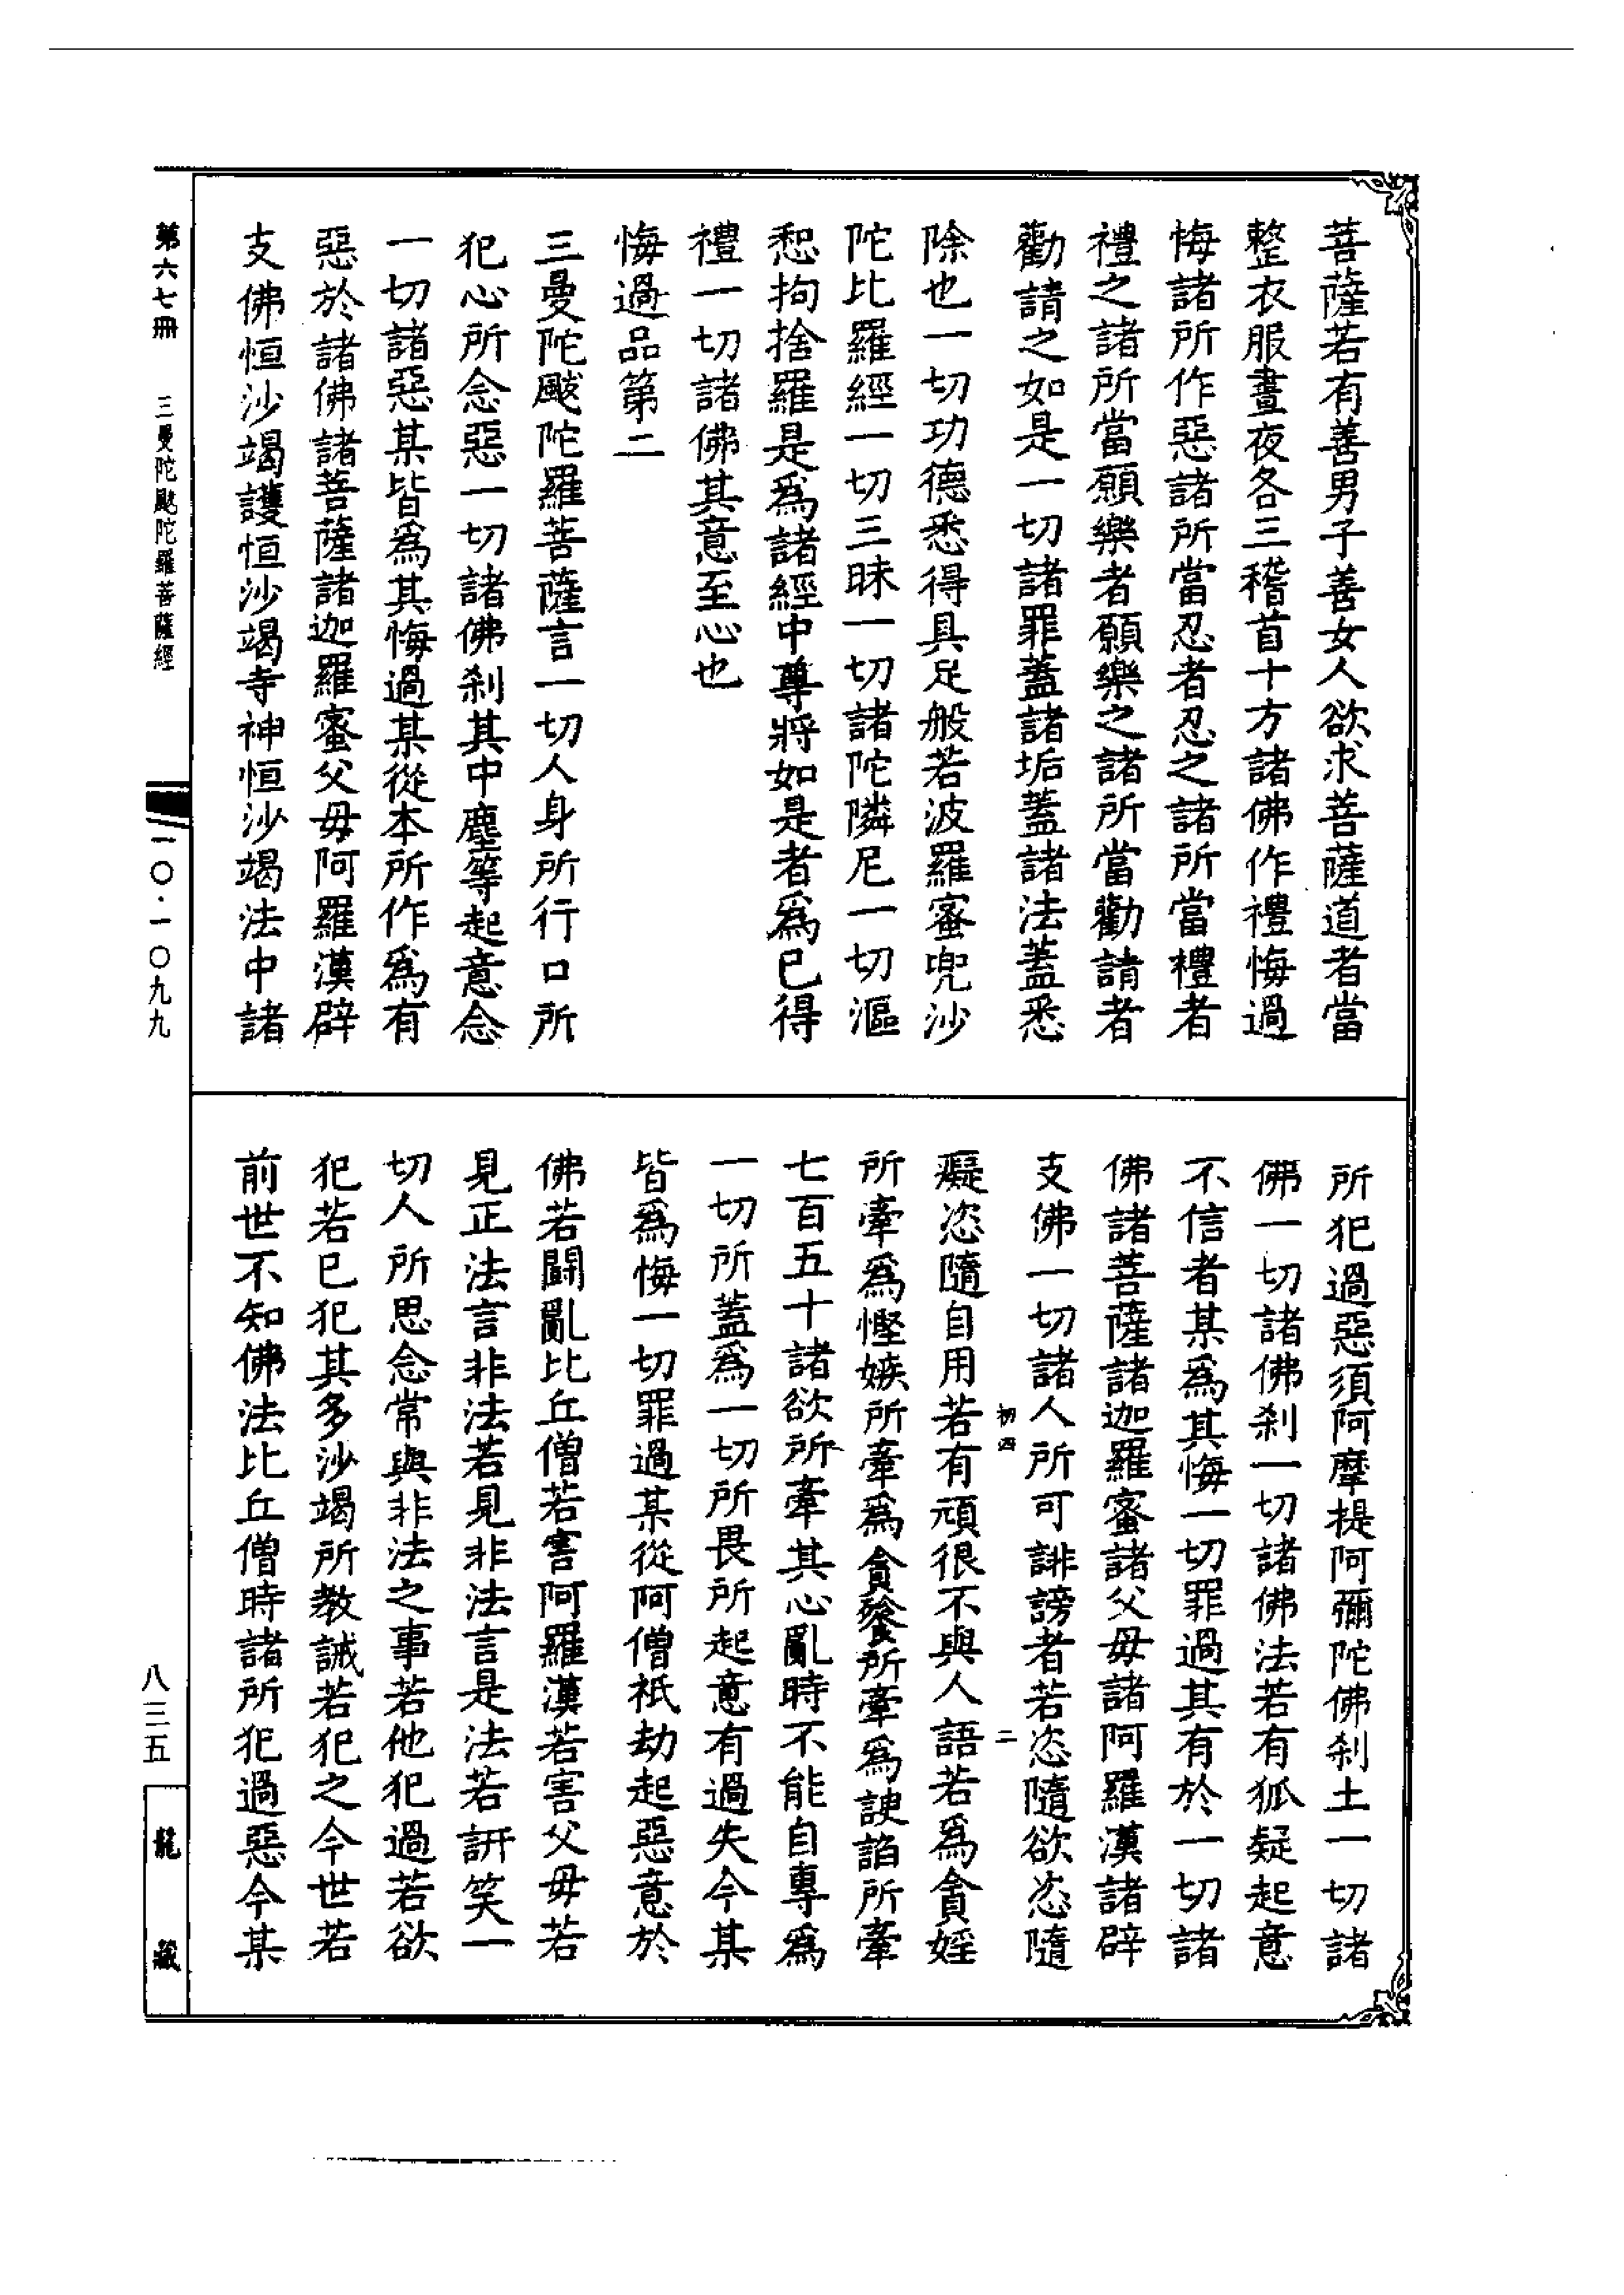 菩薩若有善男子善女人欲求菩薩道者當
整衣服晝夜各三稽首十方諸佛作禮悔過
悔諸所作惡諸所當忍者忍之諸所當禮者
禮之諸所當願樂者願樂之諸所當勸請者
勸請之如是一切諸罪蓋諸垢蓋諸法蓋悉
除也一切功德悉得具足般若波羅蜜兜沙
陀比羅經一切三昧一切諸陀隣尼一切漚
惒拘捨羅是爲諸經中尊將如是者爲已得
禮一切諸佛其意至心也
悔過品第二
三曼陀颰陀羅菩薩言一切人身所行口所
犯心所念惡一切諸佛刹其中塵等起意念
一切諸惡某皆爲其悔過某從本所作爲有
惡於諸佛諸菩薩諸迦羅蜜父母阿羅漢辟
支佛恒沙竭護恒沙竭寺神恒沙竭法中諸
所犯過惡須阿摩提阿彌陀佛刹土一切諸
佛一切諸佛刹一切諸佛法若有狐疑起意
不信者某爲其悔一切罪過其有於一切諸
佛諸菩薩諸迦羅蜜諸父母諸阿羅漢諸辟
支佛一切諸人所可誹謗者若恣隨欲恣隨
癡恣隨自用若有頑很不與人語若爲貪婬
所牽爲慳嫉所牽爲貪餮所牽爲諛諂所牽
七百五十諸欲所牽其心亂時不能自專爲
一切所蓋爲一切所畏所起意有過失今某
皆爲悔一切罪過某從阿僧祇劫起惡意於
佛若鬪亂比丘僧若害阿羅漢若害父母若
見正法言非法若見非法言是法若訶笑一
切人所思念常與非法之事若他犯過若欲
犯若已犯其多沙竭所教誡若犯之今世若
前世不知佛法比丘僧時諸所犯過惡今某
初四
二
第六七冊
三曼陀颰陀羅菩薩經
一〇·一〇九九
八三五
龍藏